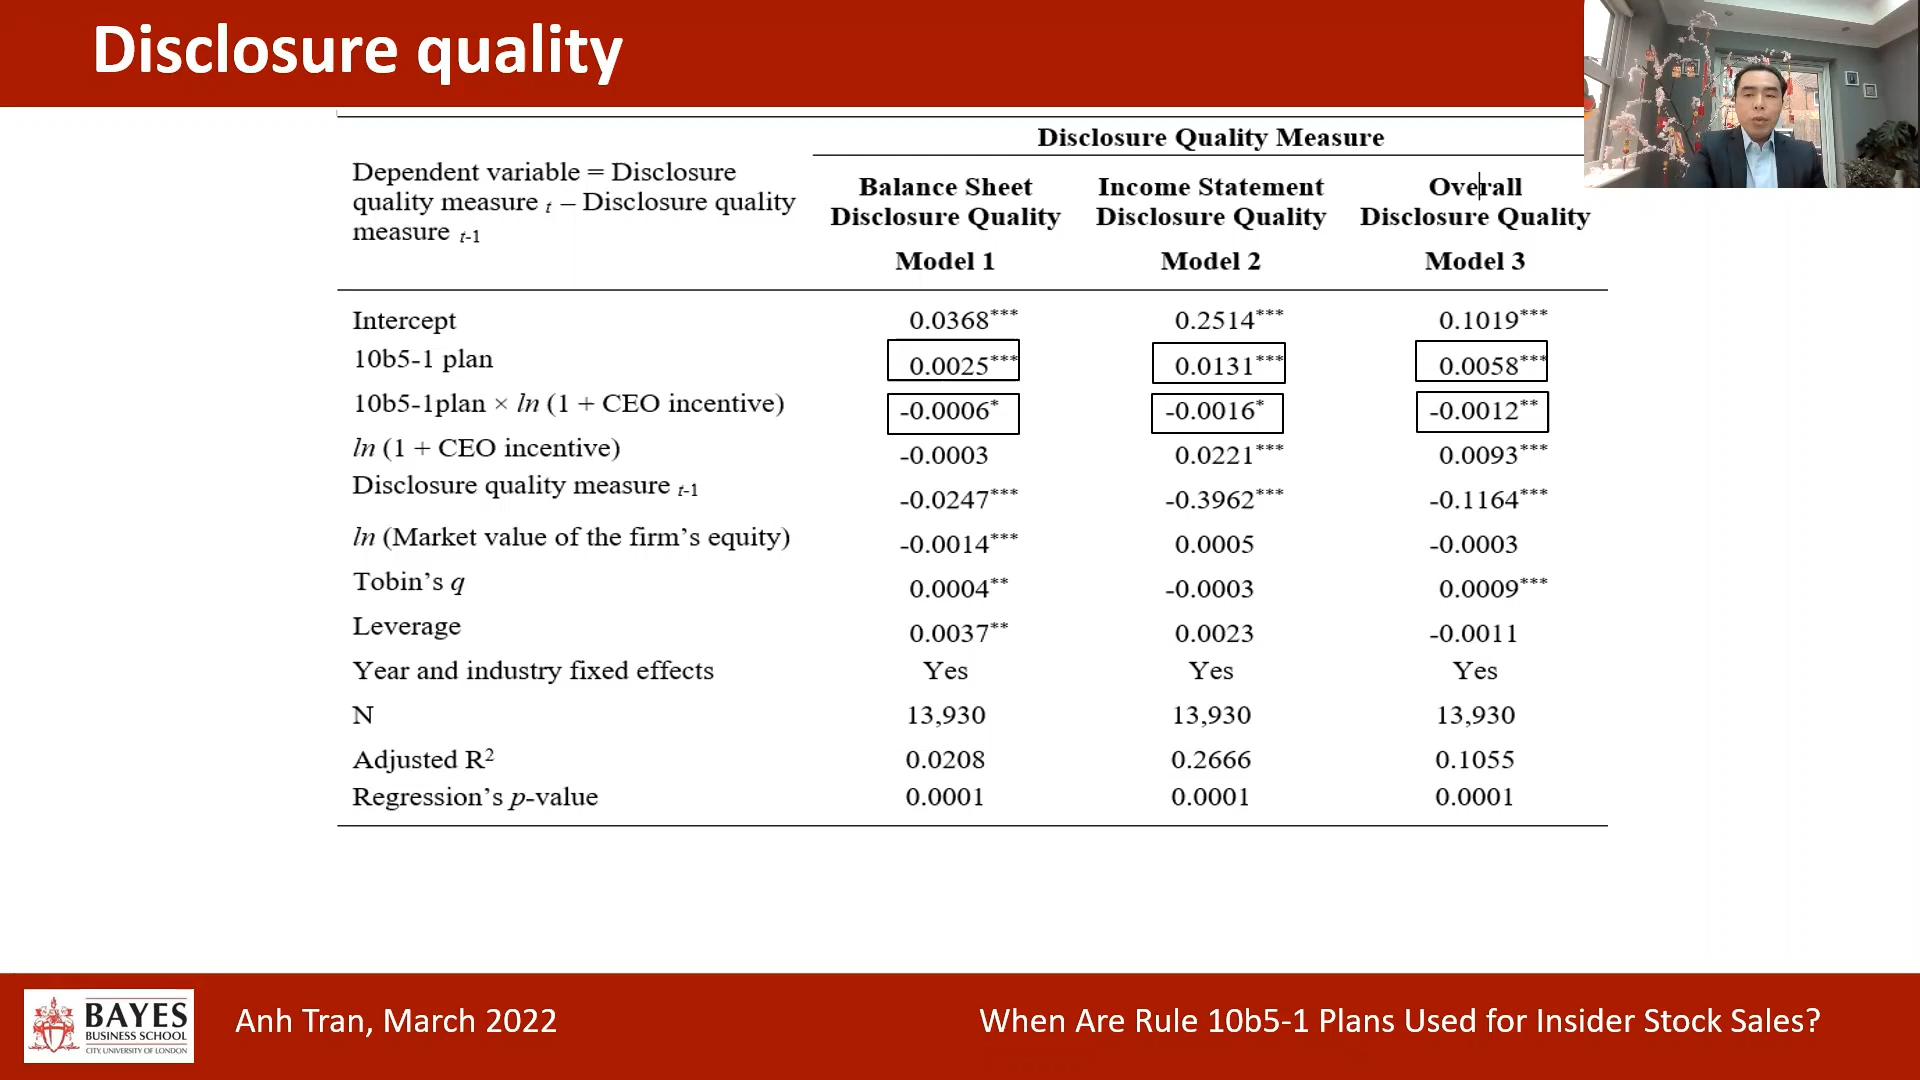 Disclosure quality
Disclosure Quality Measure
Dependent variable = Disclosure
quality measure t – Disclosure quality
measure t-1
Balance Sheet
Disclosure Quality
Model 1
Income Statement
Disclosure Quality
Model 2
Overall
Disclosure Quality
Model 3
Intercept 0.0368*** 0.2514*** 0.1019***
10b5-1 plan 0.0025*** 0.0131*** 0.0058***
10b5-1plan × ln (1 + CEO incentive) -0.0006* -0.0016* -0.0012**
ln (1 + CEO incentive) -0.0003 0.0221*** 0.0093***
Disclosure quality measure t-1 -0.0247*** -0.3962*** -0.1164***
ln (Market value of the firm’s equity) -0.0014*** 0.0005 -0.0003
Tobin’s q 0.0004** -0.0003 0.0009***
Leverage 0.0037** 0.0023 -0.0011
Year and industry fixed effects Yes Yes Yes
N 13,930 13,930 13,930
Adjusted R2 0.0208 0.2666 0.1055
Regression’s p-value 0.0001 0.0001 0.0001
BAYES
BUSINESS SCHOOL
CITY, UNIVERSITY OF LONDON
Anh Tran, March 2022
When Are Rule 10b5-1 Plans Used for Insider Stock Sales?